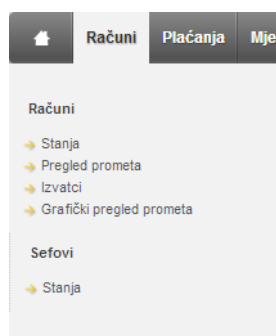 Računi Plaćanja Mje
Računi
Stanja
Pregled prometa
Izvatci
Grafički pregled prometa
Sefovi
Stanja